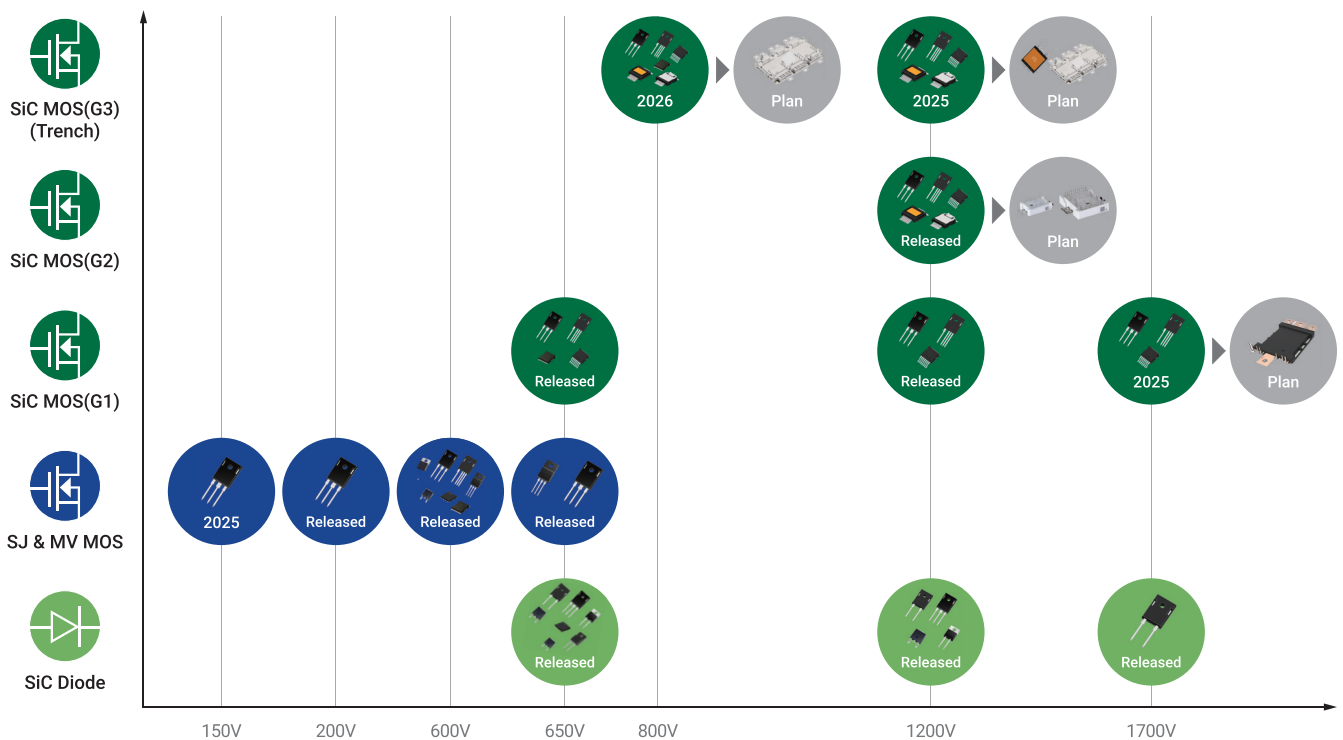 SiC MOS(G3)
(Trench)
2026
Plan
2025
Plan
SiC MOS(G2)
Released
Plan
SiC MOS(G1)
Released
Released
2025
Plan
SJ & MV MOS
2025
Released
Released
Released
SiC Diode
Released
Released
Released
150V
200V
600V
650V
800V
1200V
1700V